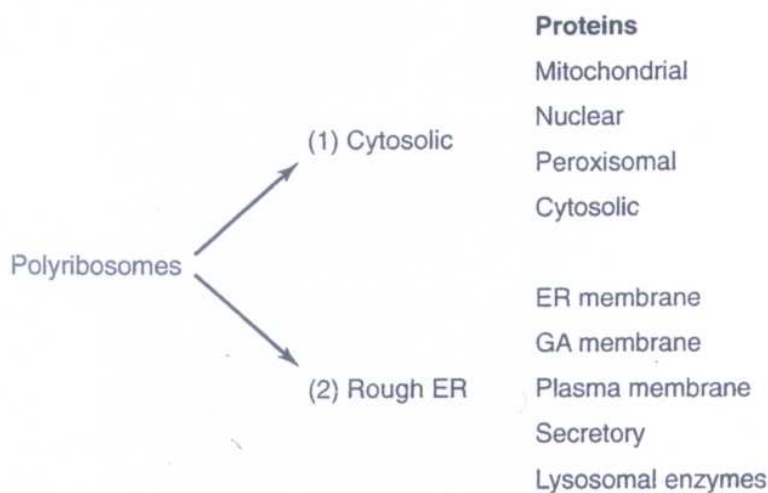 Proteins
Mitochondrial
Nuclear
(1) Cytosolic
Peroxisomal
Cytosolic
Polyribosomes
ER membrane
GA membrane
(2) Rough ER
Plasma membrane
Secretory
Lysosomal enzymes